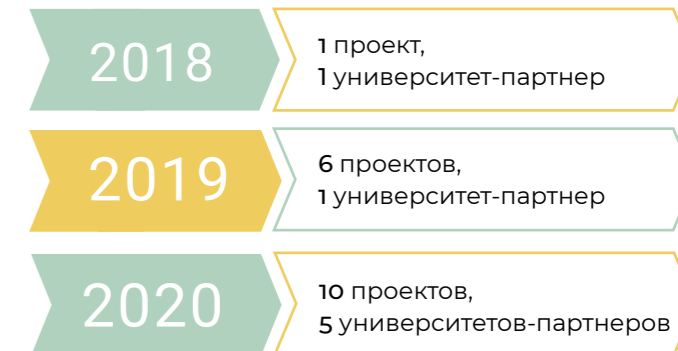 2018
1 проект,
1 университет-партнер
2019
6 проектов,
1 университет-партнер
2020
10 проектов,
5 университетов-партнеров